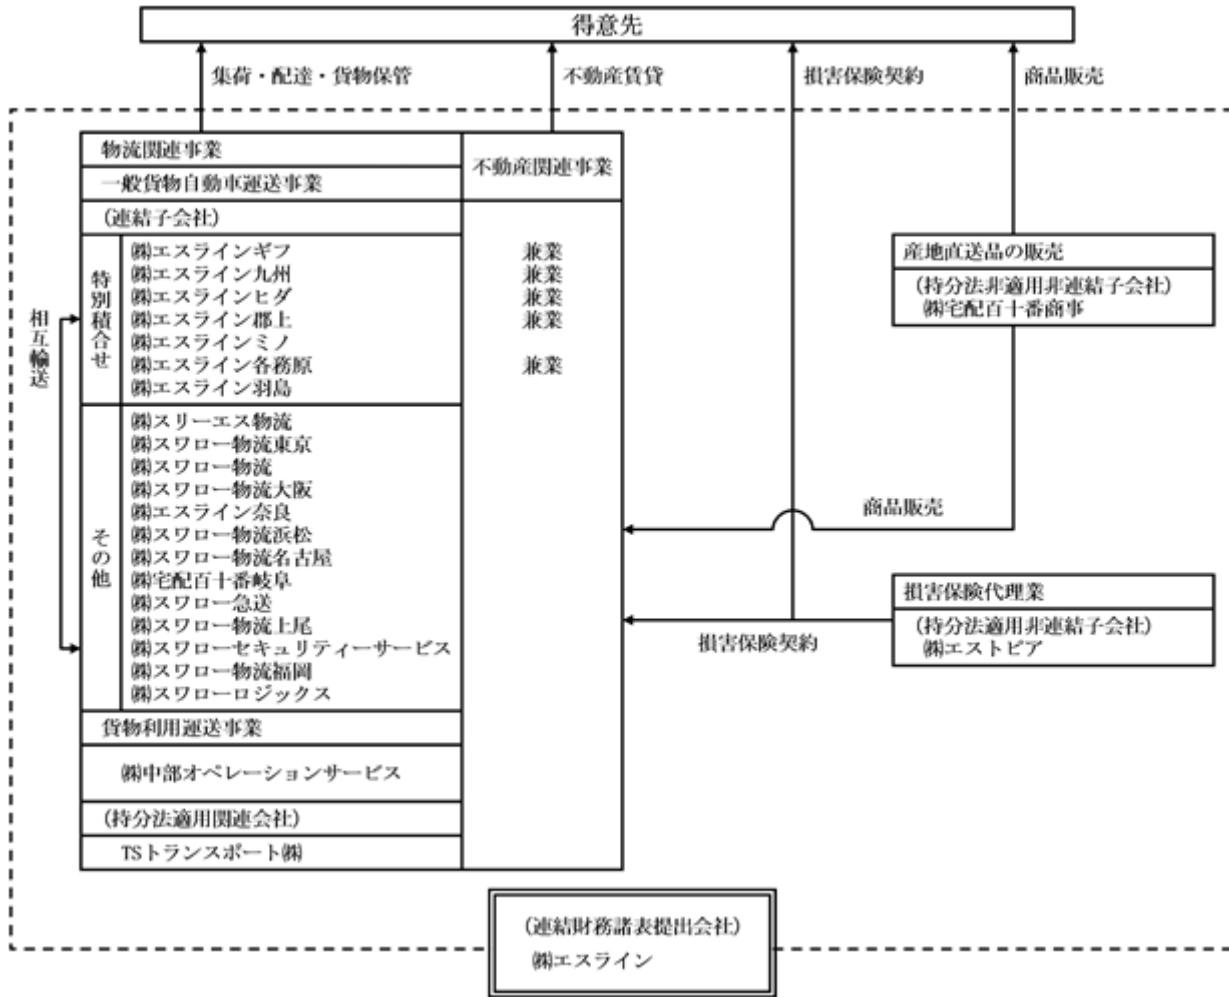 得意先
集荷・配達・貨物保管
不動産賃貸
損害保険契約
商品販売
物流関連事業
不動産関連事業
一般貨物自動車運送事業
(連結子会社)
特別積合せ
㈱エスラインギフ 兼業
㈱エスライン九州 兼業
㈱エスラインヒダ 兼業
㈱エスライン郡上 兼業
㈱エスラインミノ
㈱エスライン各務原 兼業
㈱エスライン羽島
相互輸送
その他
㈱スリーエス物流
㈱スワロー物流東京
㈱スワロー物流
㈱スワロー物流大阪
㈱エスライン奈良
㈱スワロー物流浜松
㈱スワロー物流名古屋
㈱宅配百十番岐阜
㈱スワロー急送
㈱スワロー物流上尾
㈱スワローセキュリティーサービス
㈱スワロー物流福岡
㈱スワローロジックス
貨物利用運送事業
㈱中部オペレーションサービス
(持分法適用関連会社)
TSトランスポート㈱
産地直送品の販売
(持分法非適用非連結子会社)
㈱宅配百十番商事
商品販売
損害保険代理業
(持分法適用非連結子会社)
㈱エストピア
損害保険契約
(連結財務諸表提出会社)
㈱エスライン